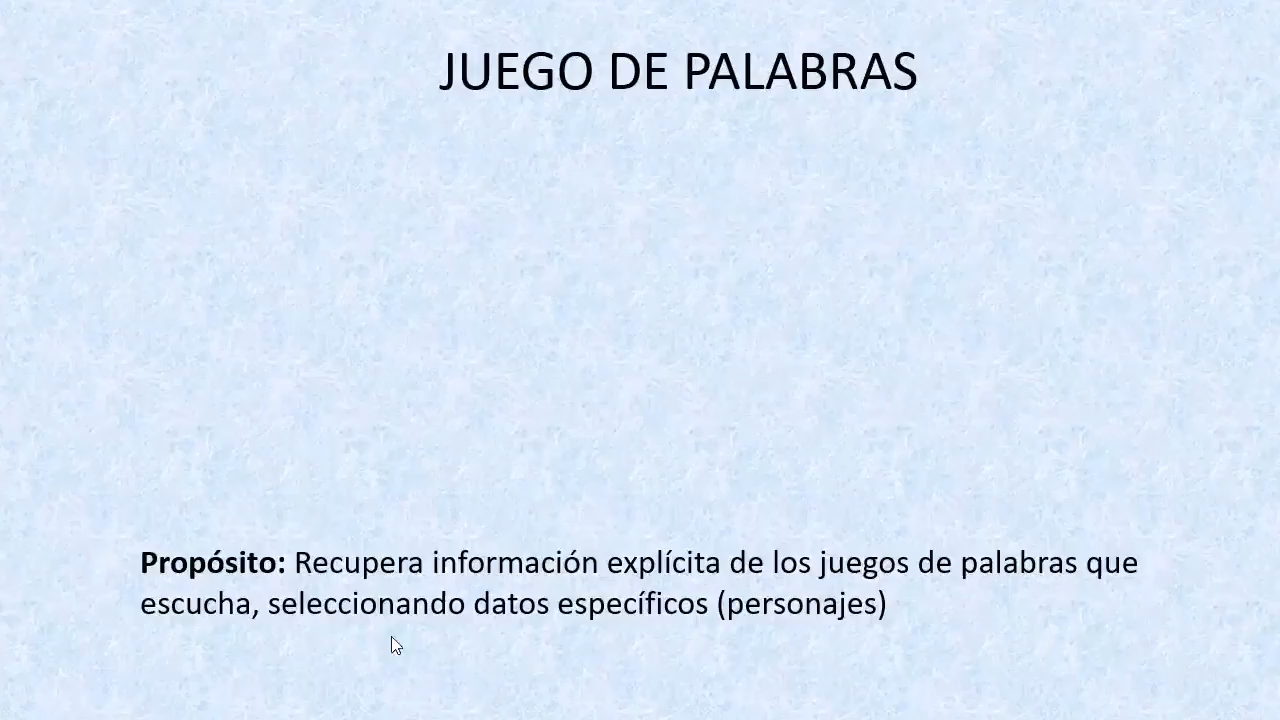 JUEGO DE PALABRAS
Propósito: Recupera información explícita de los juegos de palabras que
escucha, seleccionando datos específicos (personajes)